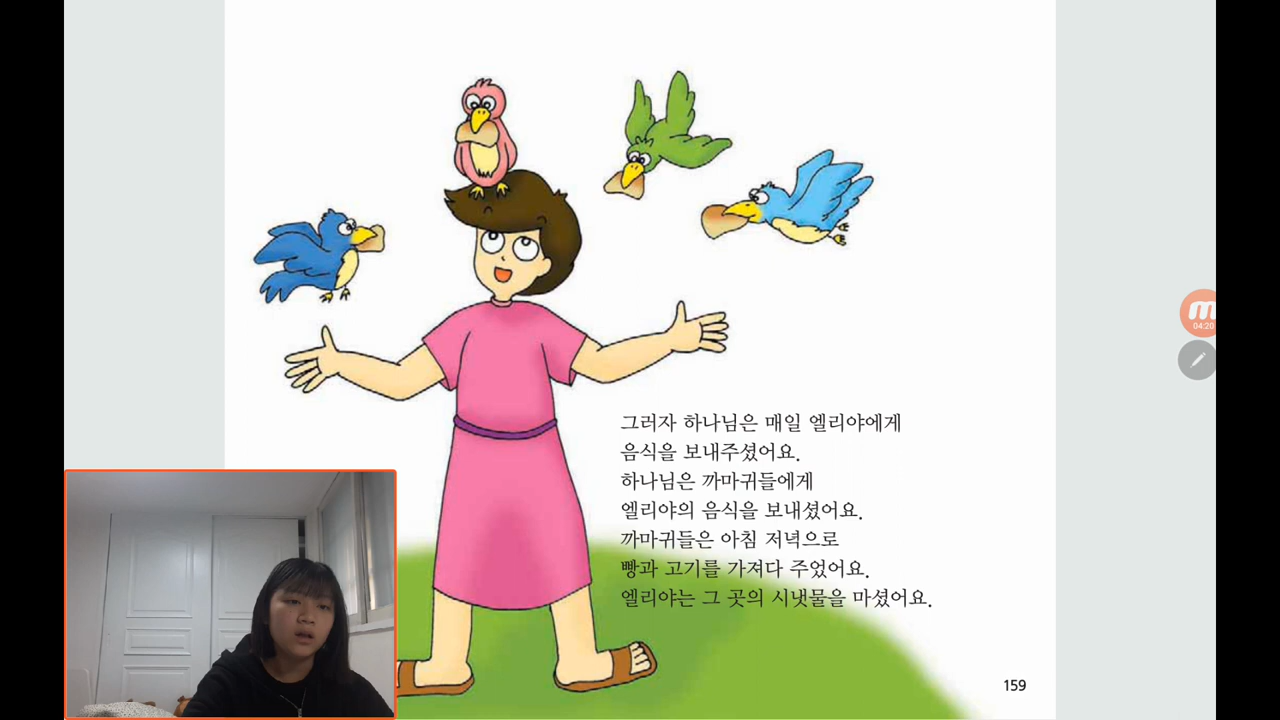 그러자 하나님은 매일 엘리야에게
음식을 보내주셨어요.
하나님은 까마귀들에게
엘리야의 음식을 보내셨어요.
까마귀들은 아침 저녁으로
빵과 고기를 가져다 주었어요.
엘리야는 그 곳의 시냇물을 마셨어요.
159
04:20